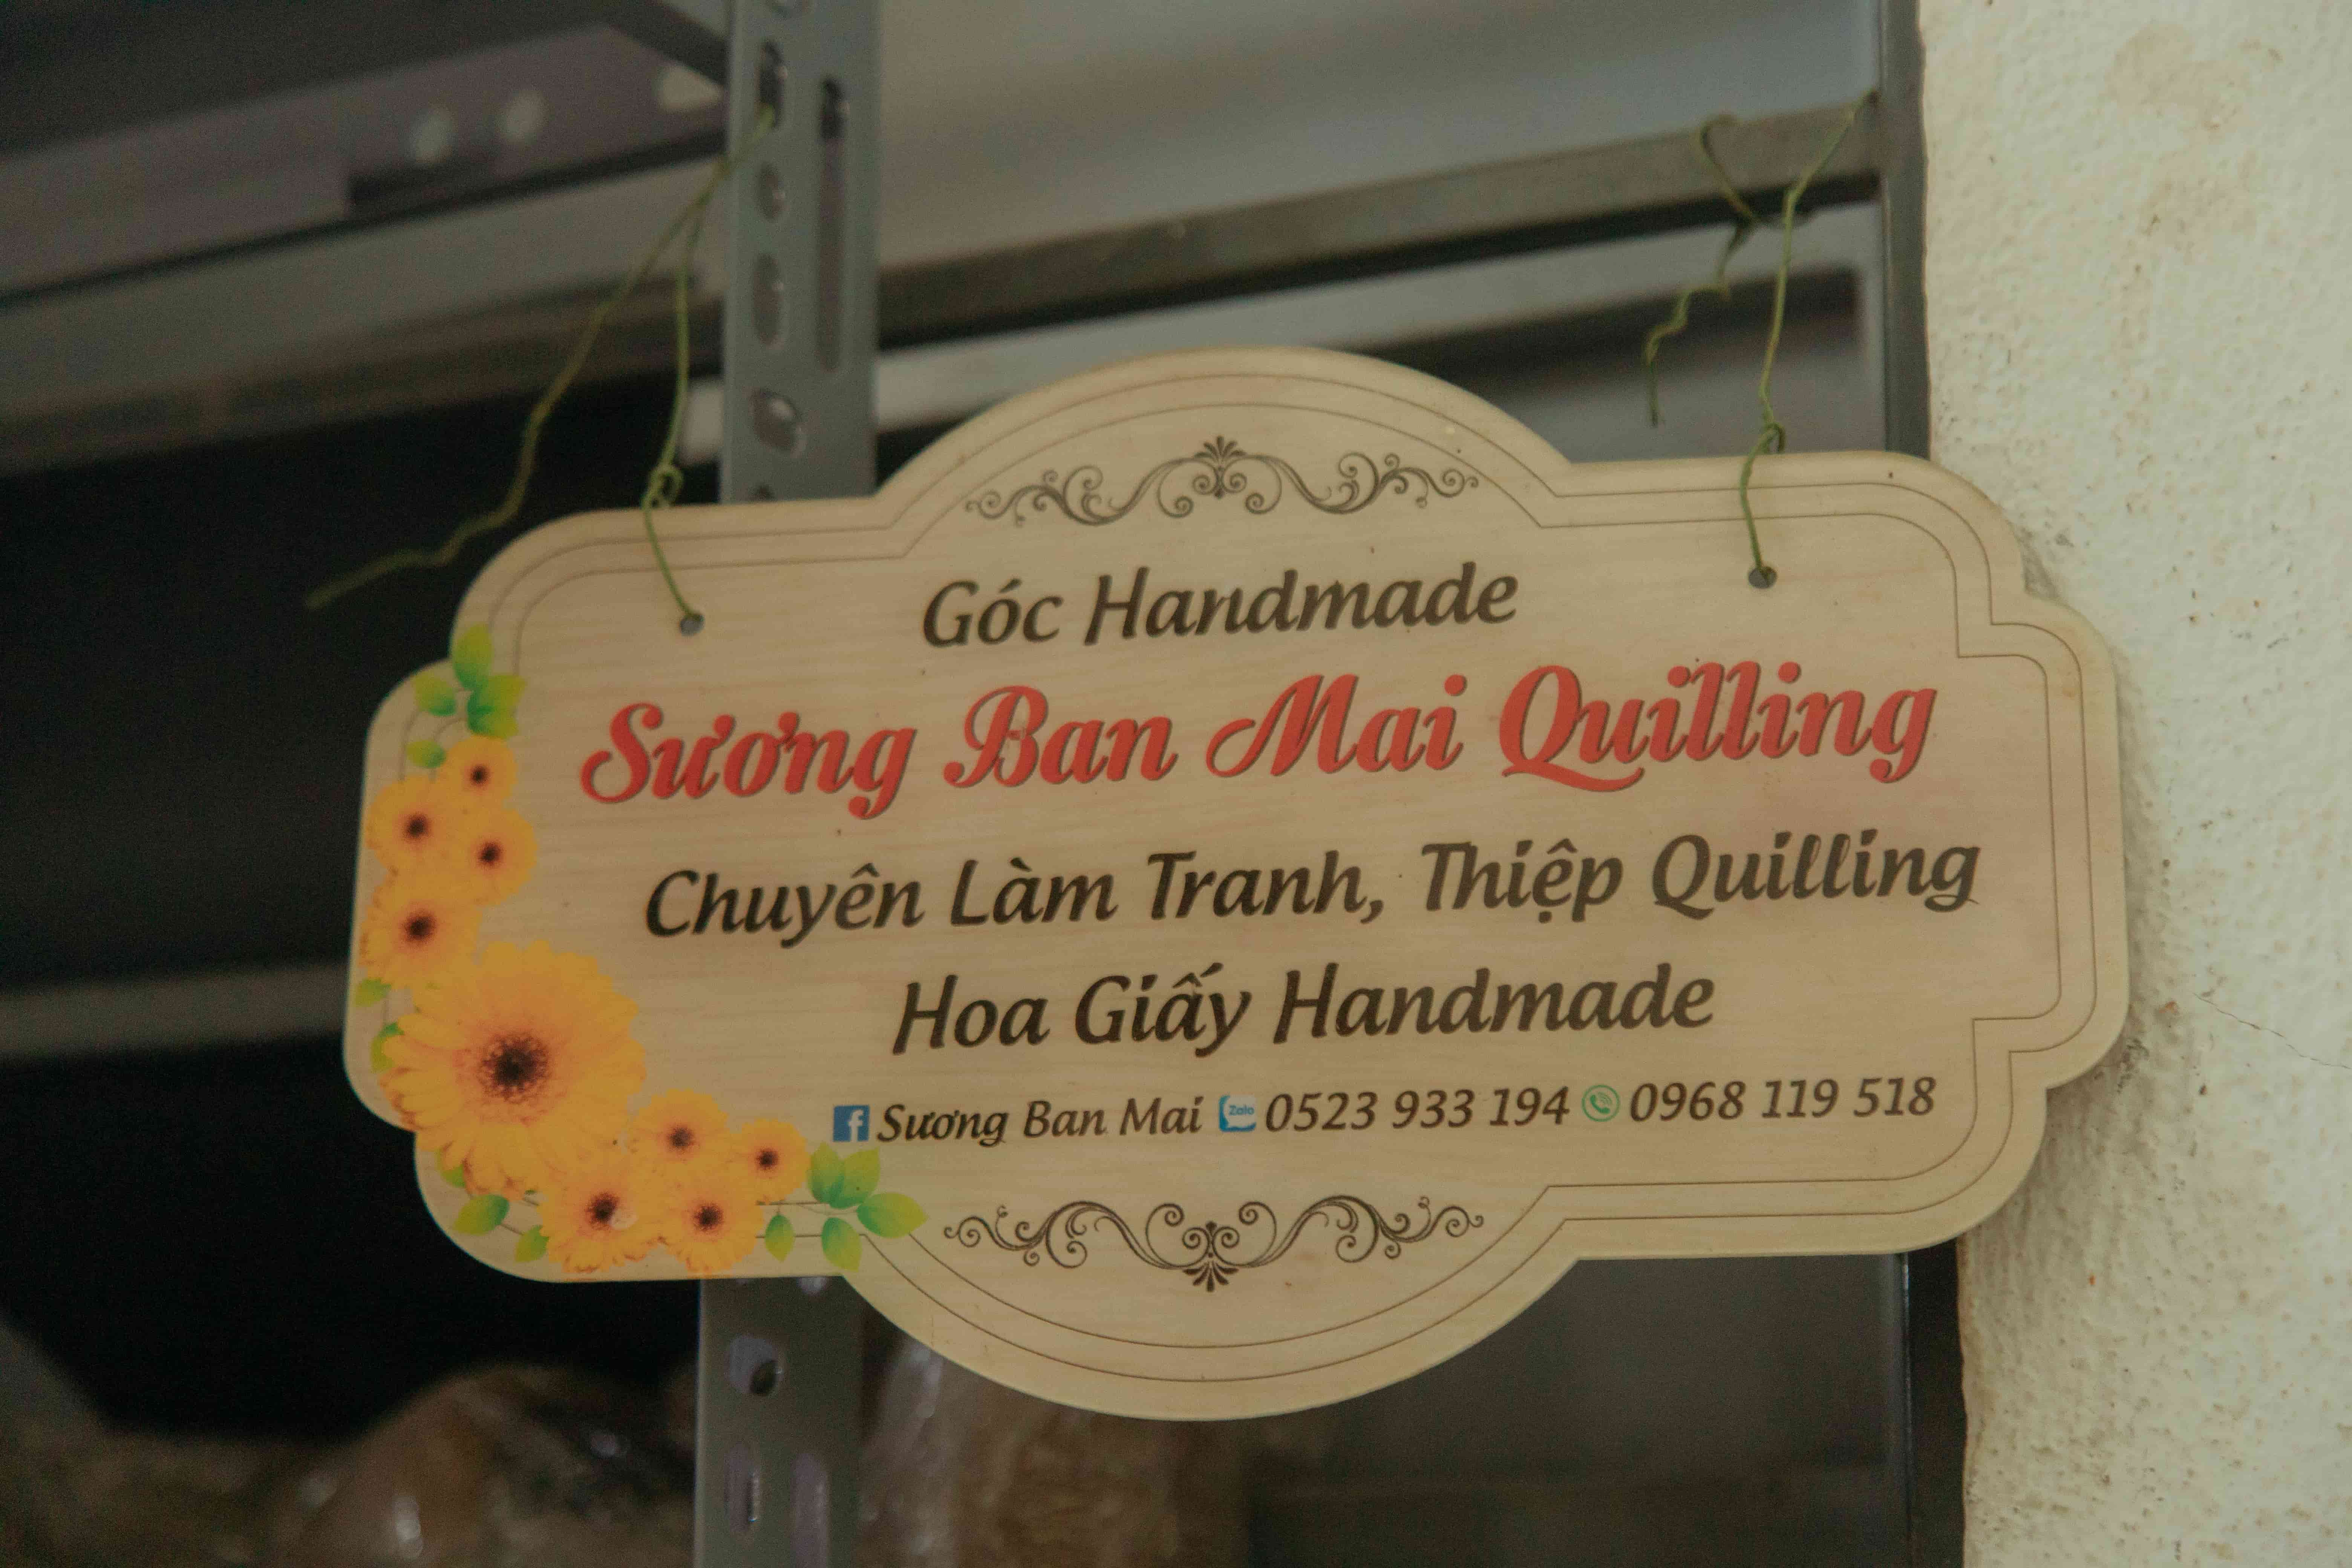 Góc Handmade
Sương Ban Mai Quilling
Chuyên Làm Tranh, Thiệp Quilling
Hoa Giấy Handmade
f Sương Ban Mai Zalo 0523 933 194 0968 119 518